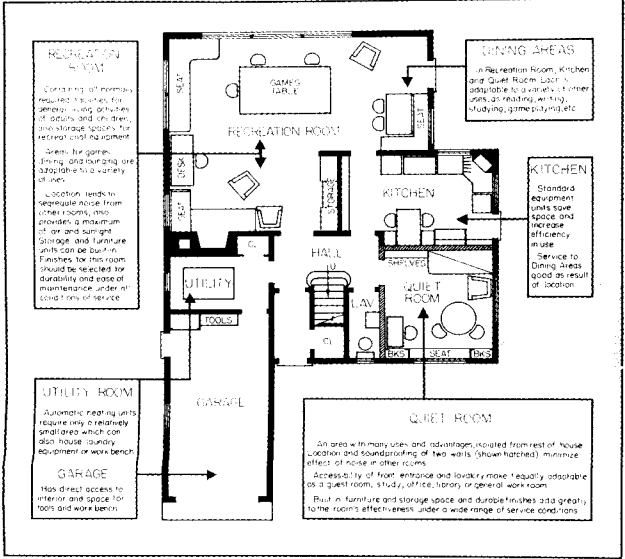 RECREATION
ROOM
Containing all normally
required facilities for
general living activities
of adults and children,
also storage spaces for
recreational equipment
Areas for games
dining, and lounging are
adaptable to a variety
of uses
Location tends to
segregate noise from
other rooms, also
provides a maximum
of air and sunlight
Storage and furniture
units can be built-in
Finishes for this room
should be selected for
durability and ease of
maintenance under all
conditions of service
UTILITY ROOM
Automatic heating units
require only a relatively
small area which can
also house laundry
equipment or work bench
GARAGE
Has direct access to
interior and space for
tools and work bench
SEAT
GAMES
TABLE
RECREATION ROOM
SEAT
DESK
SEAT
STORAGE
KITCHEN
CL
HALL
U
UTILITY
TOOLS
SHELVES
QUIET
ROOM
LAV
CL
BKS
SEAT
BKS
GARAGE
DINING AREAS
In Recreation Room, Kitchen
and Quiet Room Each is
adaptable to a variety of other
uses, as reading, writing,
studying, game playing, etc
KITCHEN
Standard
equipment
units save
space and
increase
efficiency
in use
Service to
Dining Areas
good as result
of location
QUIET ROOM
An area with many uses and advantages, isolated from rest of house
Location and soundproofing of two walls (shown hatched) minimize
effect of noise in other rooms
Accessibility of front entrance and lavatory make it equally adaptable
as a guest room, study, office, library or general work room
Built in furniture and storage space and durable finishes add greatly
to the room's effectiveness under a wide range of service conditions